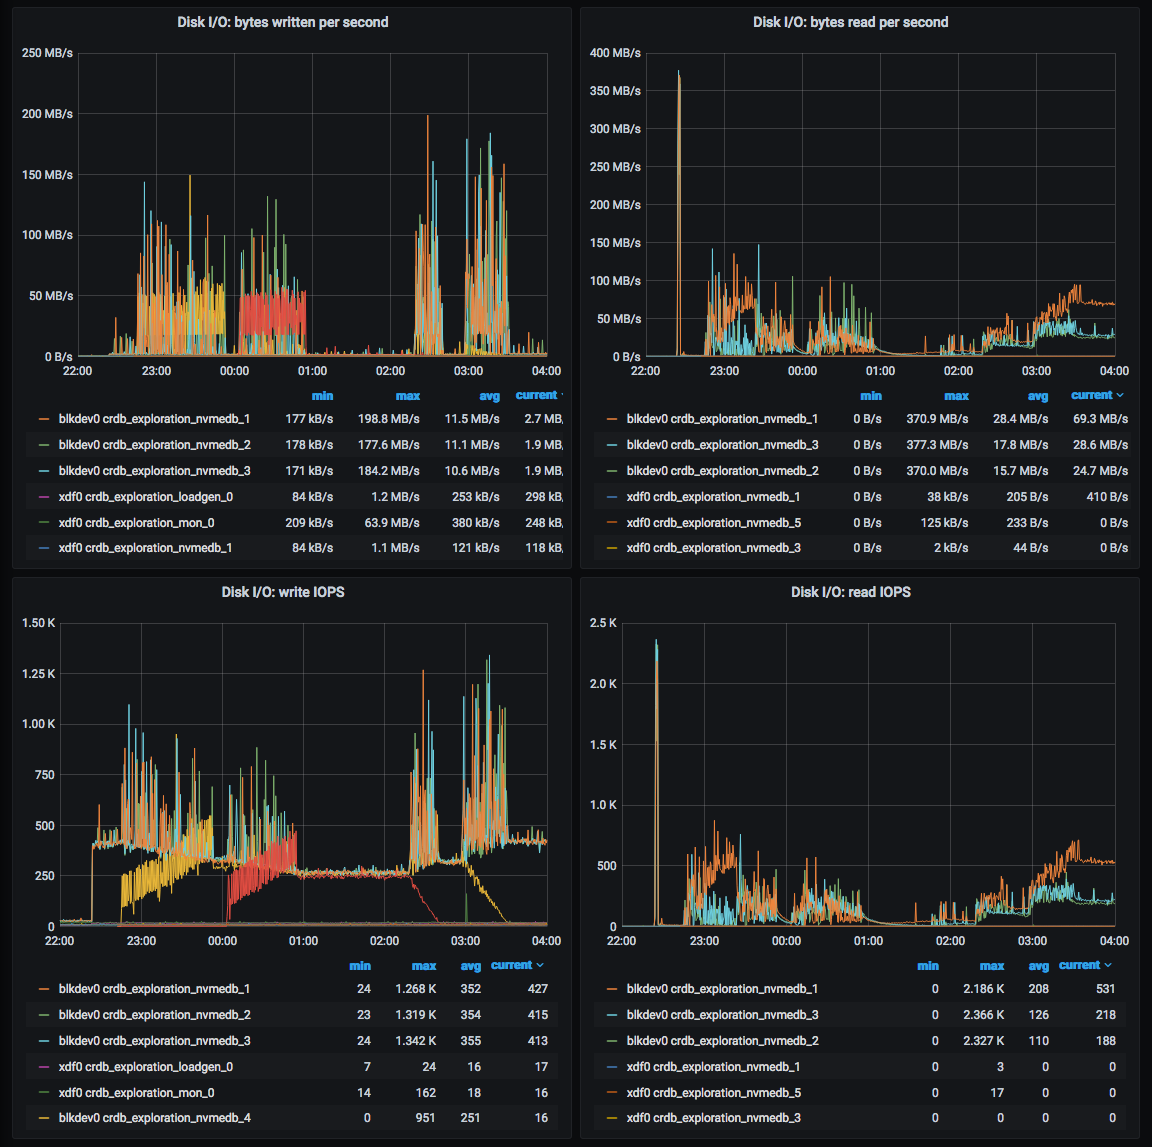 Disk I/O: bytes written per second
250 MB/s
200 MB/s
150 MB/s
100 MB/s
50 MB/s
0 B/s
22:00 23:00 00:00 01:00 02:00 03:00 04:00
min max avg current
blkdev0 crdb_exploration_nvmedb_1 177 kB/s 198.8 MB/s 11.5 MB/s 2.7 MB/
blkdev0 crdb_exploration_nvmedb_2 178 kB/s 177.6 MB/s 11.1 MB/s 1.9 MB/
blkdev0 crdb_exploration_nvmedb_3 171 kB/s 184.2 MB/s 10.6 MB/s 1.9 MB/
xdf0 crdb_exploration_loadgen_0 84 kB/s 1.2 MB/s 253 kB/s 298 kB/
xdf0 crdb_exploration_mon_0 209 kB/s 63.9 MB/s 380 kB/s 248 kB/
xdf0 crdb_exploration_nvmedb_1 84 kB/s 1.1 MB/s 121 kB/s 118 kB/
Disk I/O: bytes read per second
400 MB/s
350 MB/s
300 MB/s
250 MB/s
200 MB/s
150 MB/s
100 MB/s
50 MB/s
0 B/s
22:00 23:00 00:00 01:00 02:00 03:00 04:00
min max avg current
blkdev0 crdb_exploration_nvmedb_1 0 B/s 370.9 MB/s 28.4 MB/s 69.3 MB/s
blkdev0 crdb_exploration_nvmedb_3 0 B/s 377.3 MB/s 17.8 MB/s 28.6 MB/s
blkdev0 crdb_exploration_nvmedb_2 0 B/s 370.0 MB/s 15.7 MB/s 24.7 MB/s
xdf0 crdb_exploration_nvmedb_1 0 B/s 38 kB/s 205 B/s 410 B/s
xdf0 crdb_exploration_nvmedb_5 0 B/s 125 kB/s 233 B/s 0 B/s
xdf0 crdb_exploration_nvmedb_3 0 B/s 2 kB/s 44 B/s 0 B/s
Disk I/O: write IOPS
1.50 K
1.25 K
1.00 K
750
500
250
0
22:00 23:00 00:00 01:00 02:00 03:00 04:00
min max avg current
blkdev0 crdb_exploration_nvmedb_1 24 1.268 K 352 427
blkdev0 crdb_exploration_nvmedb_2 23 1.319 K 354 415
blkdev0 crdb_exploration_nvmedb_3 24 1.342 K 355 413
xdf0 crdb_exploration_loadgen_0 7 24 16 17
xdf0 crdb_exploration_mon_0 14 162 18 16
blkdev0 crdb_exploration_nvmedb_4 0 951 251 16
Disk I/O: read IOPS
2.5 K
2.0 K
1.5 K
1.0 K
500
0
22:00 23:00 00:00 01:00 02:00 03:00 04:00
min max avg current
blkdev0 crdb_exploration_nvmedb_1 0 2.186 K 208 531
blkdev0 crdb_exploration_nvmedb_3 0 2.366 K 126 218
blkdev0 crdb_exploration_nvmedb_2 0 2.327 K 110 188
xdf0 crdb_exploration_nvmedb_1 0 3 0 0
xdf0 crdb_exploration_nvmedb_5 0 17 0 0
xdf0 crdb_exploration_nvmedb_3 0 0 0 0